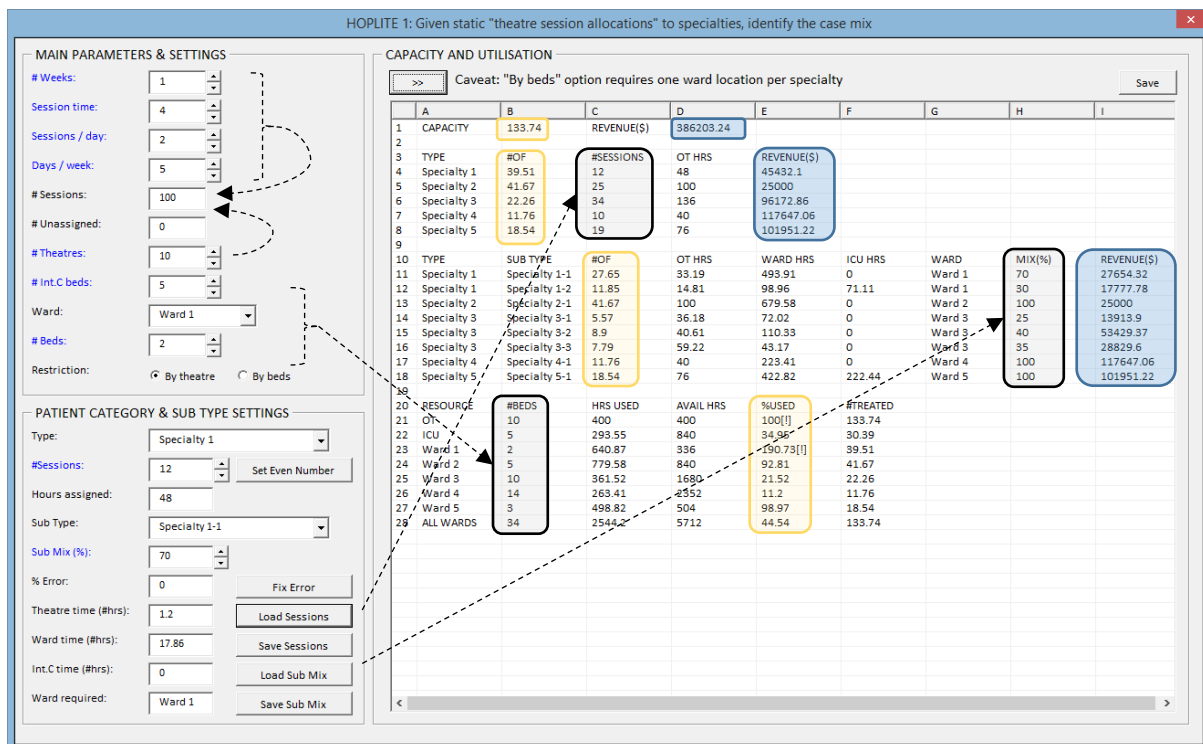 HOPLITE 1: Given static "theatre session allocations" to specialties, identify the case mix
MAIN PARAMETERS & SETTINGS
# Weeks: 1
Session time: 4
Sessions / day: 2
Days / week: 5
# Sessions: 100
# Unassigned: 0
# Theatres: 10
# Int.C beds: 5
Ward: Ward 1
# Beds: 2
Restriction: By theatre By beds
PATIENT CATEGORY & SUB TYPE SETTINGS
Type: Specialty 1
#Sessions: 12 Set Even Number
Hours assigned: 48
Sub Type: Specialty 1-1
Sub Mix (%): 70
% Error: 0 Fix Error
Theatre time (#hrs): 1.2 Load Sessions
Ward time (#hrs): 17.86 Save Sessions
Int.C time (#hrs): 0 Load Sub Mix
Ward required: Ward 1 Save Sub Mix
CAPACITY AND UTILISATION
>> Caveat: "By beds" option requires one ward location per specialty Save
A B C D E F G H I
1 CAPACITY 133.74 REVENUE($) 386203.24
2
3 TYPE #OF #SESSIONS OT HRS REVENUE($)
4 Specialty 1 39.51 12 48 45432.1
5 Specialty 2 41.67 25 100 25000
6 Specialty 3 22.26 34 136 96172.86
7 Specialty 4 11.76 10 40 117647.06
8 Specialty 5 18.54 19 76 101951.22
9
10 TYPE SUB TYPE #OF OT HRS WARD HRS ICU HRS WARD MIX(%) REVENUE($)
11 Specialty 1 Specialty 1-1 27.65 33.19 493.91 0 Ward 1 70 27654.32
12 Specialty 1 Specialty 1-2 11.85 14.81 98.96 71.11 Ward 1 30 17777.78
13 Specialty 2 Specialty 2-1 41.67 100 679.58 0 Ward 2 100 25000
14 Specialty 3 Specialty 3-1 5.57 36.18 72.02 0 Ward 3 25 13913.9
15 Specialty 3 Specialty 3-2 8.9 40.61 110.33 0 Ward 3 40 53429.37
16 Specialty 3 Specialty 3-3 7.79 59.22 43.17 0 Ward 3 35 28829.6
17 Specialty 4 Specialty 4-1 11.76 40 223.41 0 Ward 4 100 117647.06
18 Specialty 5 Specialty 5-1 18.54 76 422.82 222.44 Ward 5 100 101951.22
19
20 RESOURCE #BEDS HRS USED AVAIL HRS %USED #TREATED
21 OT 10 400 400 100[!] 133.74
22 ICU 5 293.55 840 34.95 30.39
23 Ward 1 2 640.87 336 190.73[!] 39.51
24 Ward 2 5 779.58 840 92.81 41.67
25 Ward 3 10 361.52 1680 21.52 22.26
26 Ward 4 14 263.41 2352 11.2 11.76
27 Ward 5 3 498.82 504 98.97 18.54
28 ALL WARDS 34 2544.2 5712 44.54 133.74